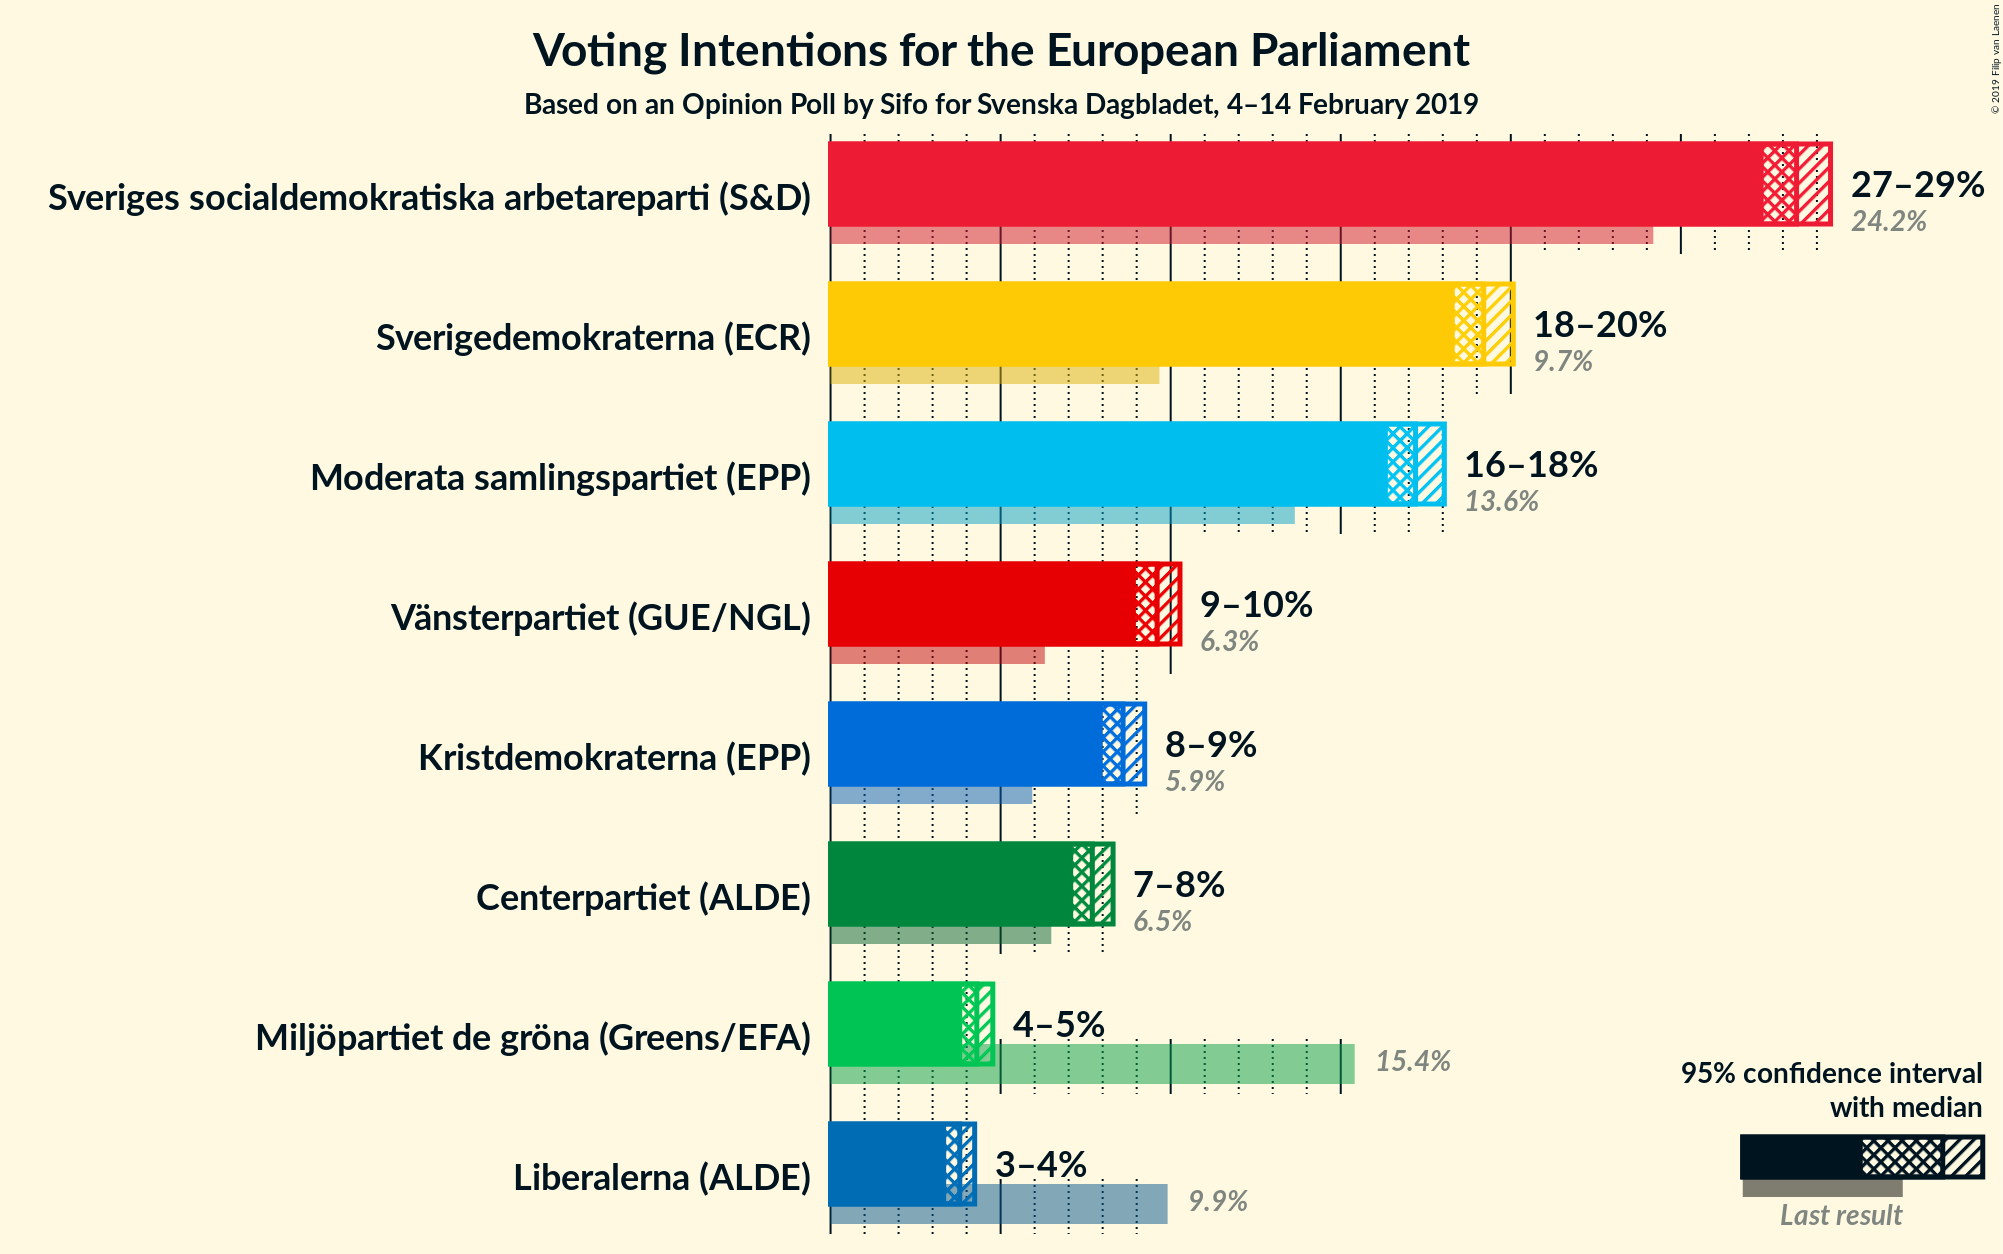 Voting Intentions for the European Parliament
Based on an Opinion Poll by Sifo for Svenska Dagbladet, 4–14 February 2019
© 2019 Filip van Laenen
Sveriges socialdemokratiska arbetareparti (S&D)
27–29%
24.2%
Sverigedemokraterna (ECR)
18–20%
9.7%
Moderata samlingspartiet (EPP)
16–18%
13.6%
Vänsterpartiet (GUE/NGL)
9–10%
6.3%
Kristdemokraterna (EPP)
8–9%
5.9%
Centerpartiet (ALDE)
7–8%
6.5%
Miljöpartiet de gröna (Greens/EFA)
4–5%
15.4%
Liberalerna (ALDE)
3–4%
9.9%
95% confidence interval
with median
Last result